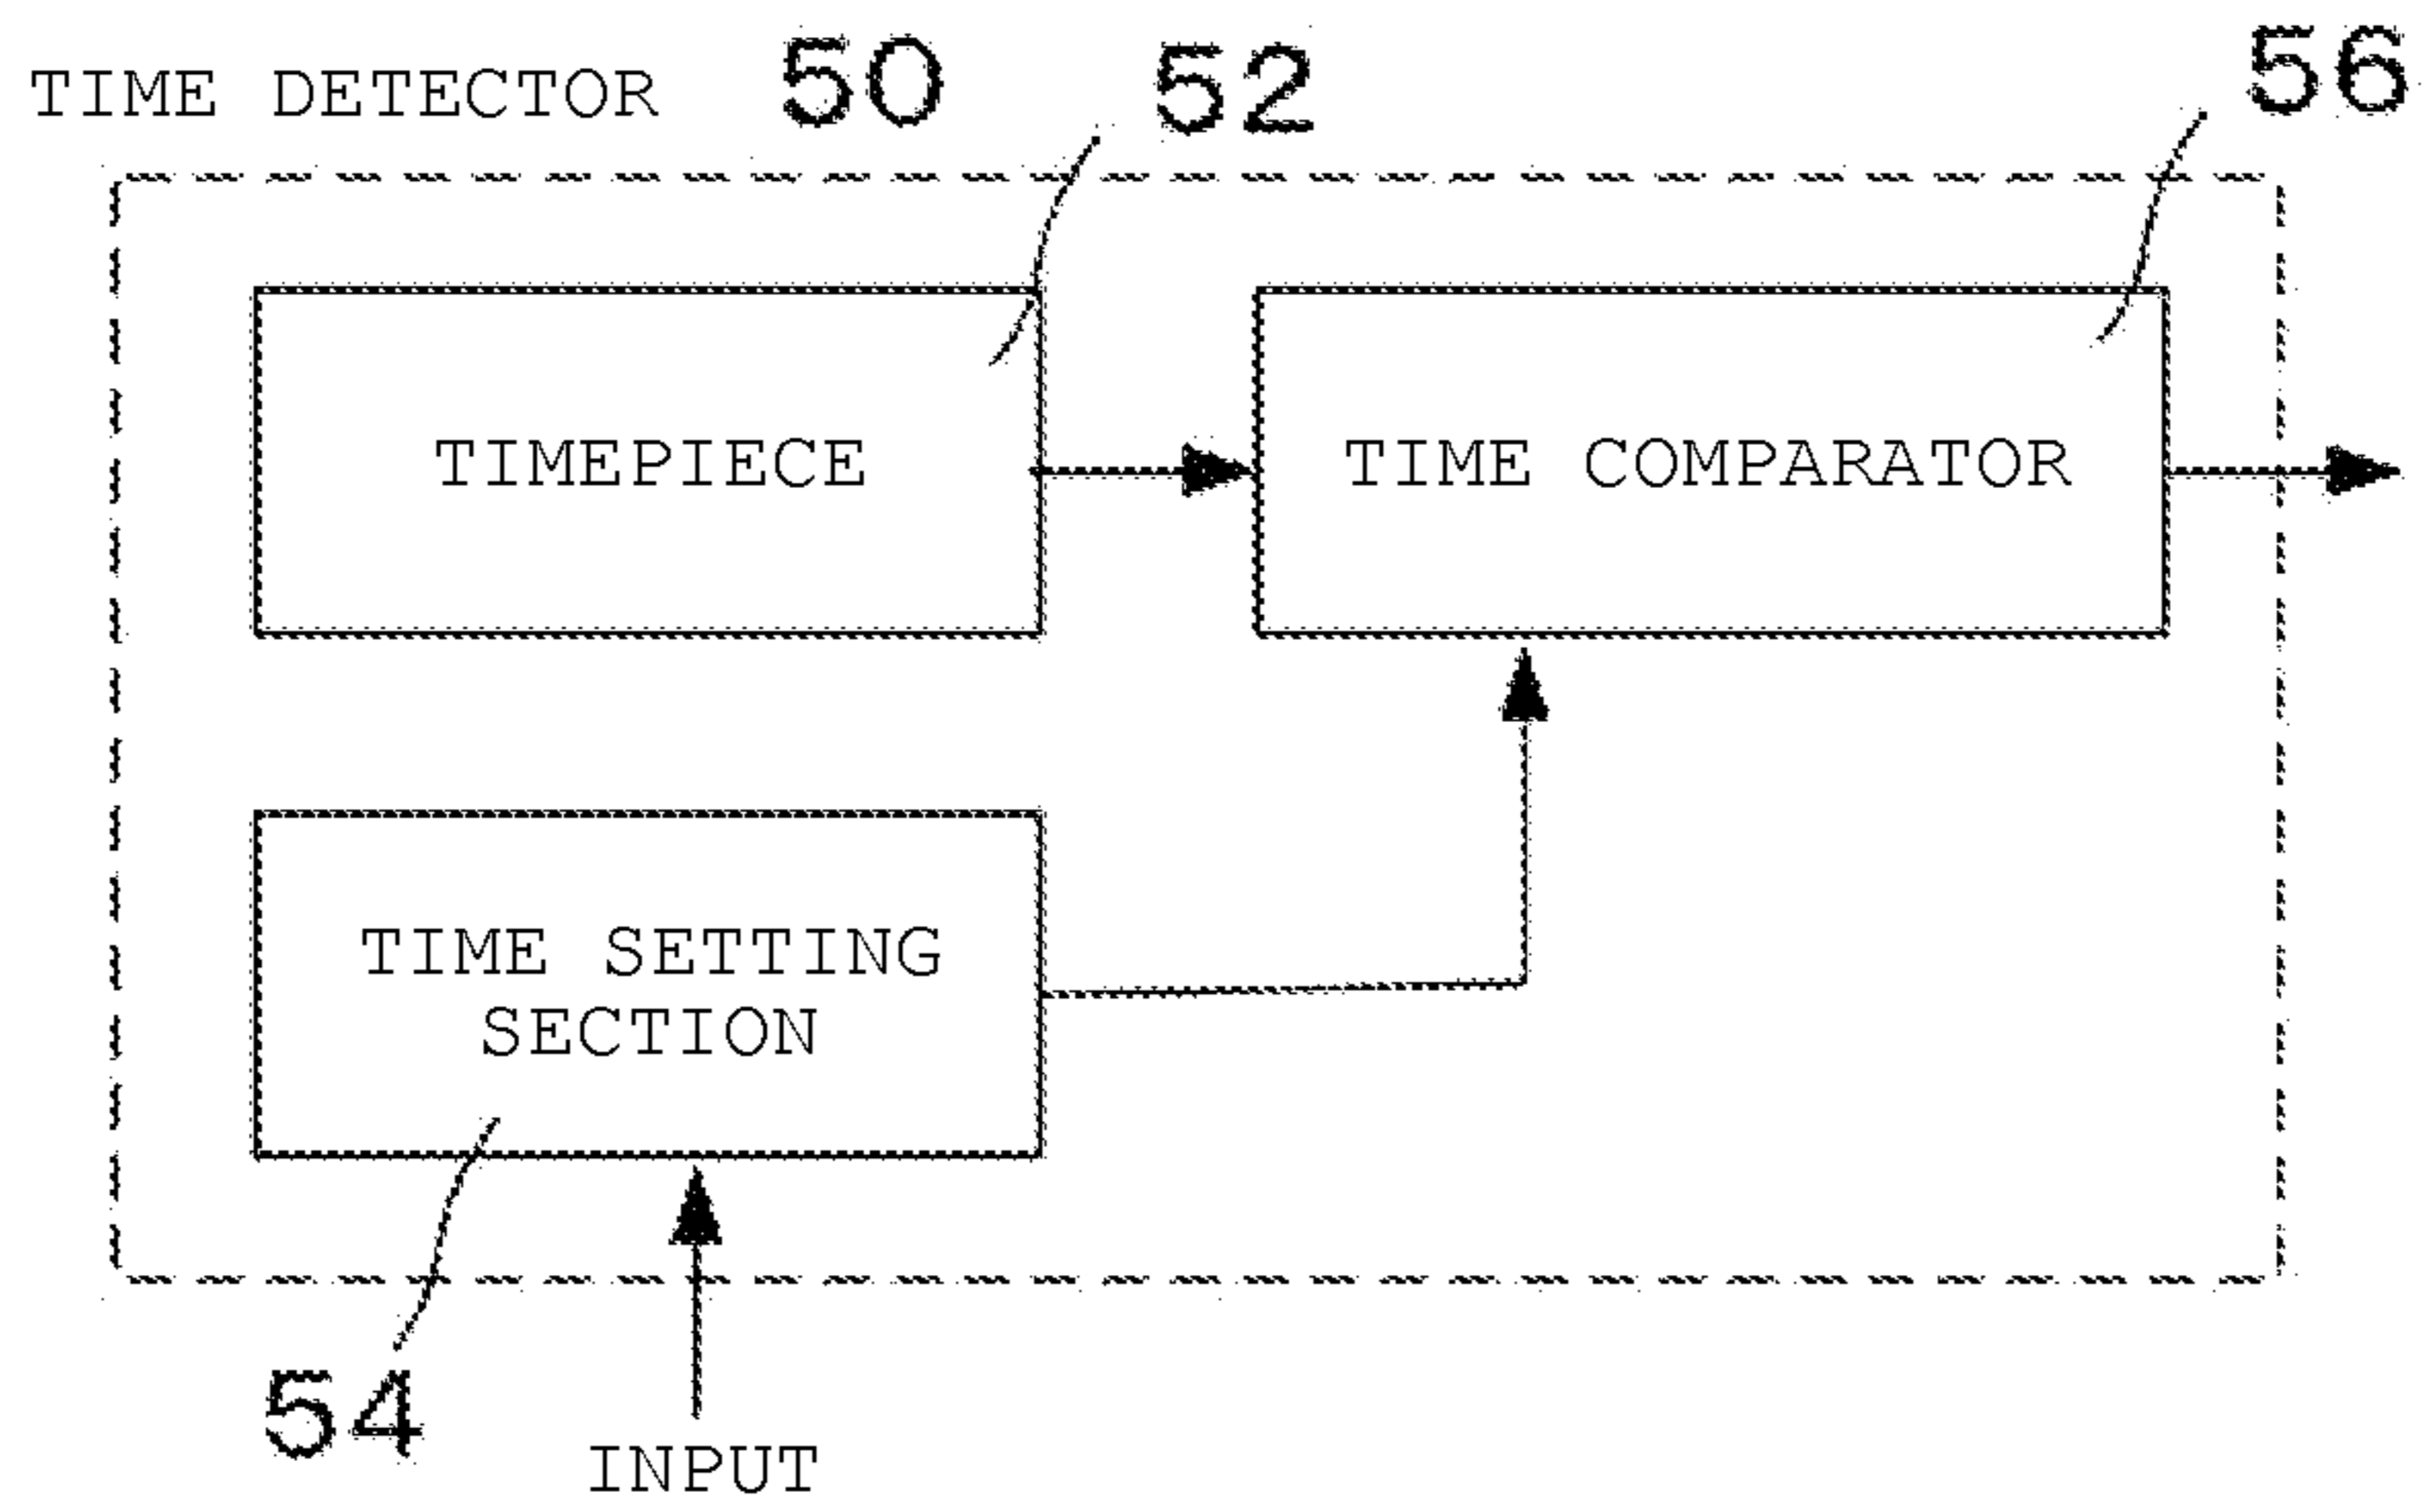 TIME DETECTOR 50 52 56
TIMEPIECE
TIME COMPARATOR
TIME SETTING
SECTION
54
INPUT